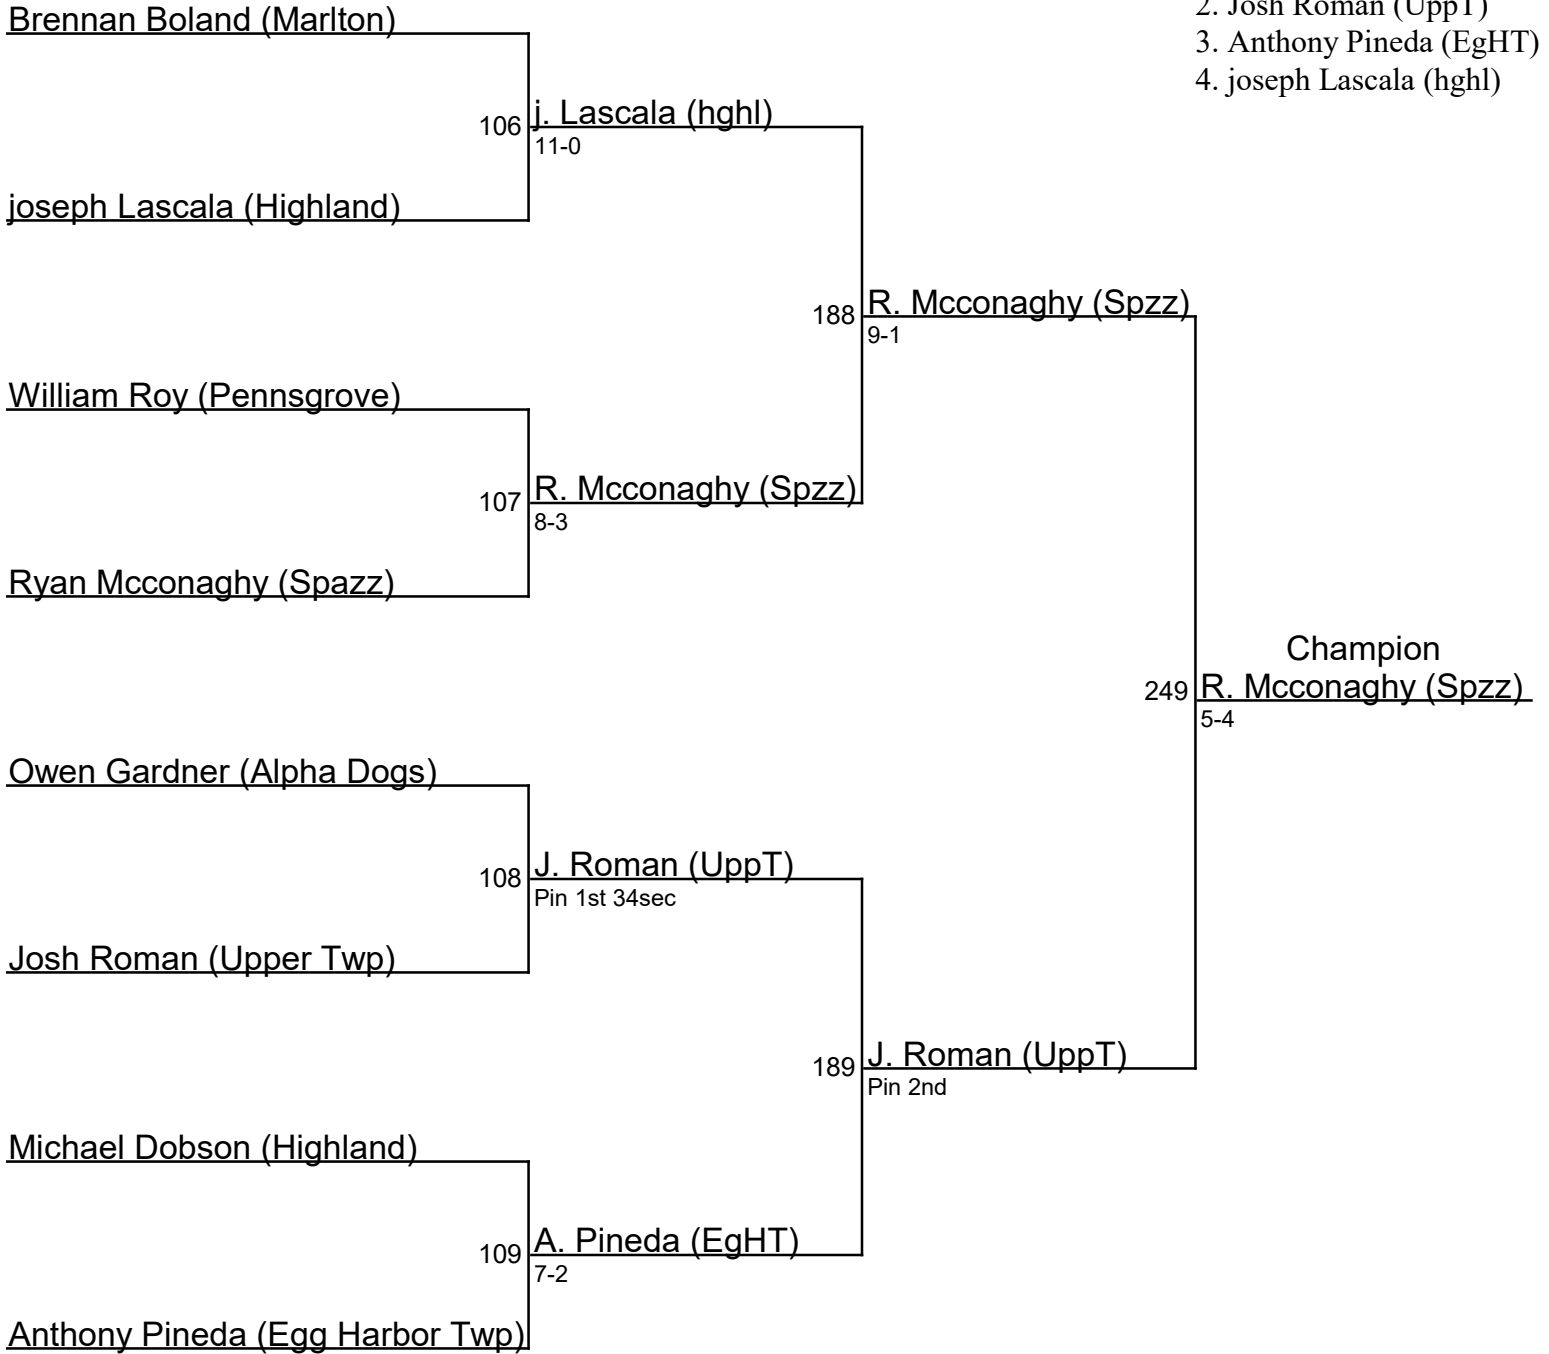 Brennan Boland (Marlton)
2. Josh Roman (UppT)
3. Anthony Pineda (EgHT)
4. joseph Lascala (hghl)
106 j. Lascala (hghl)
11-0
joseph Lascala (Highland)
188 R. Mcconaghy (Spzz)
9-1
William Roy (Pennsgrove)
107 R. Mcconaghy (Spzz)
8-3
Ryan Mcconaghy (Spazz)
Champion
249 R. Mcconaghy (Spzz)
5-4
Owen Gardner (Alpha Dogs)
108 J. Roman (UppT)
Pin 1st 34sec
Josh Roman (Upper Twp)
189 J. Roman (UppT)
Pin 2nd
Michael Dobson (Highland)
109 A. Pineda (EgHT)
7-2
Anthony Pineda (Egg Harbor Twp)